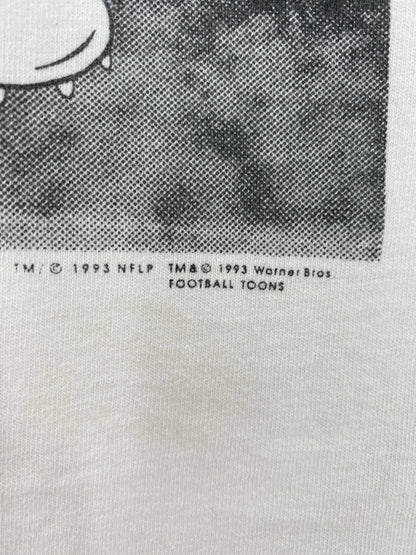 TM/© 1993 NFLP TM&© 1993 Warner Bros.
FOOTBALL TOONS